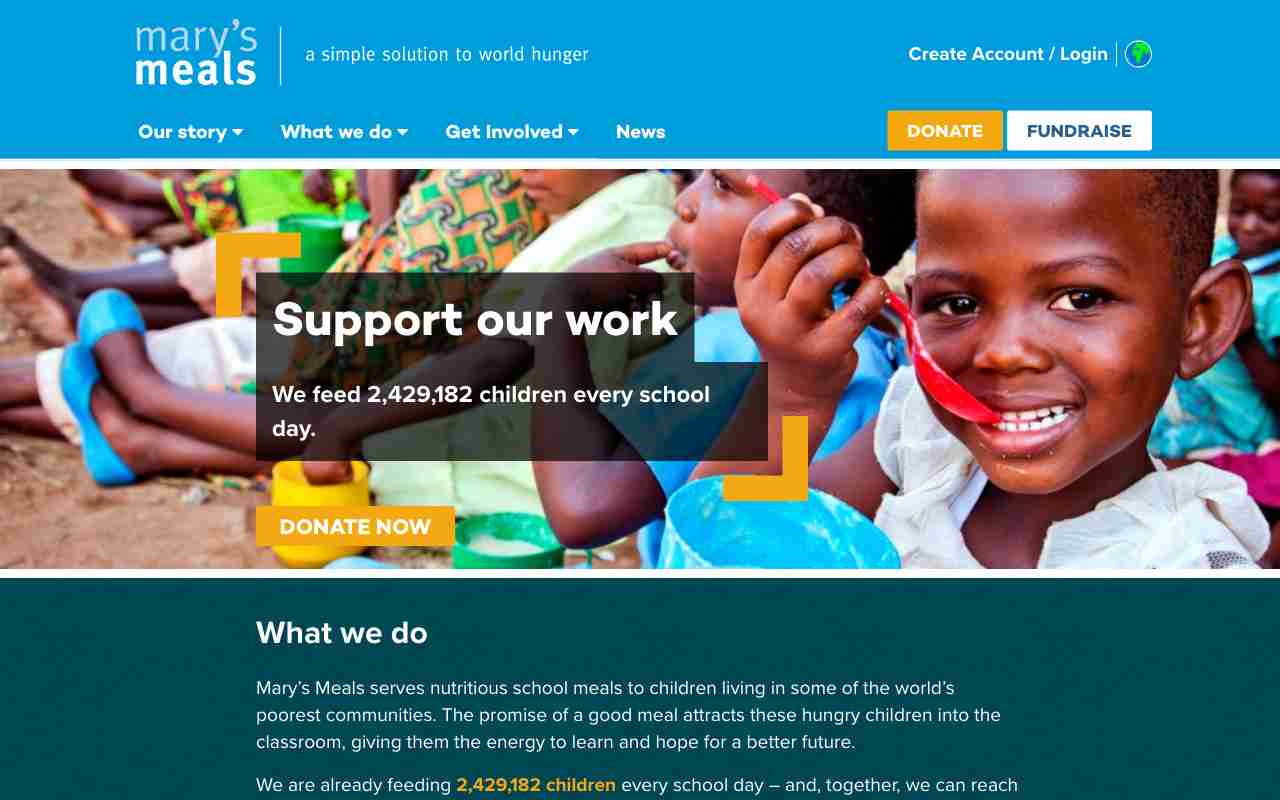 mary's
meals
a simple solution to world hunger
Create Account / Login
Our story
What we do
Get Involved
News
DONATE
FUNDRAISE
Support our work
We feed 2,429,182 children every school
day.
DONATE NOW
What we do
Mary’s Meals serves nutritious school meals to children living in some of the world’s
poorest communities. The promise of a good meal attracts these hungry children into the
classroom, giving them the energy to learn and hope for a better future.
We are already feeding 2,429,182 children every school day – and, together, we can reach